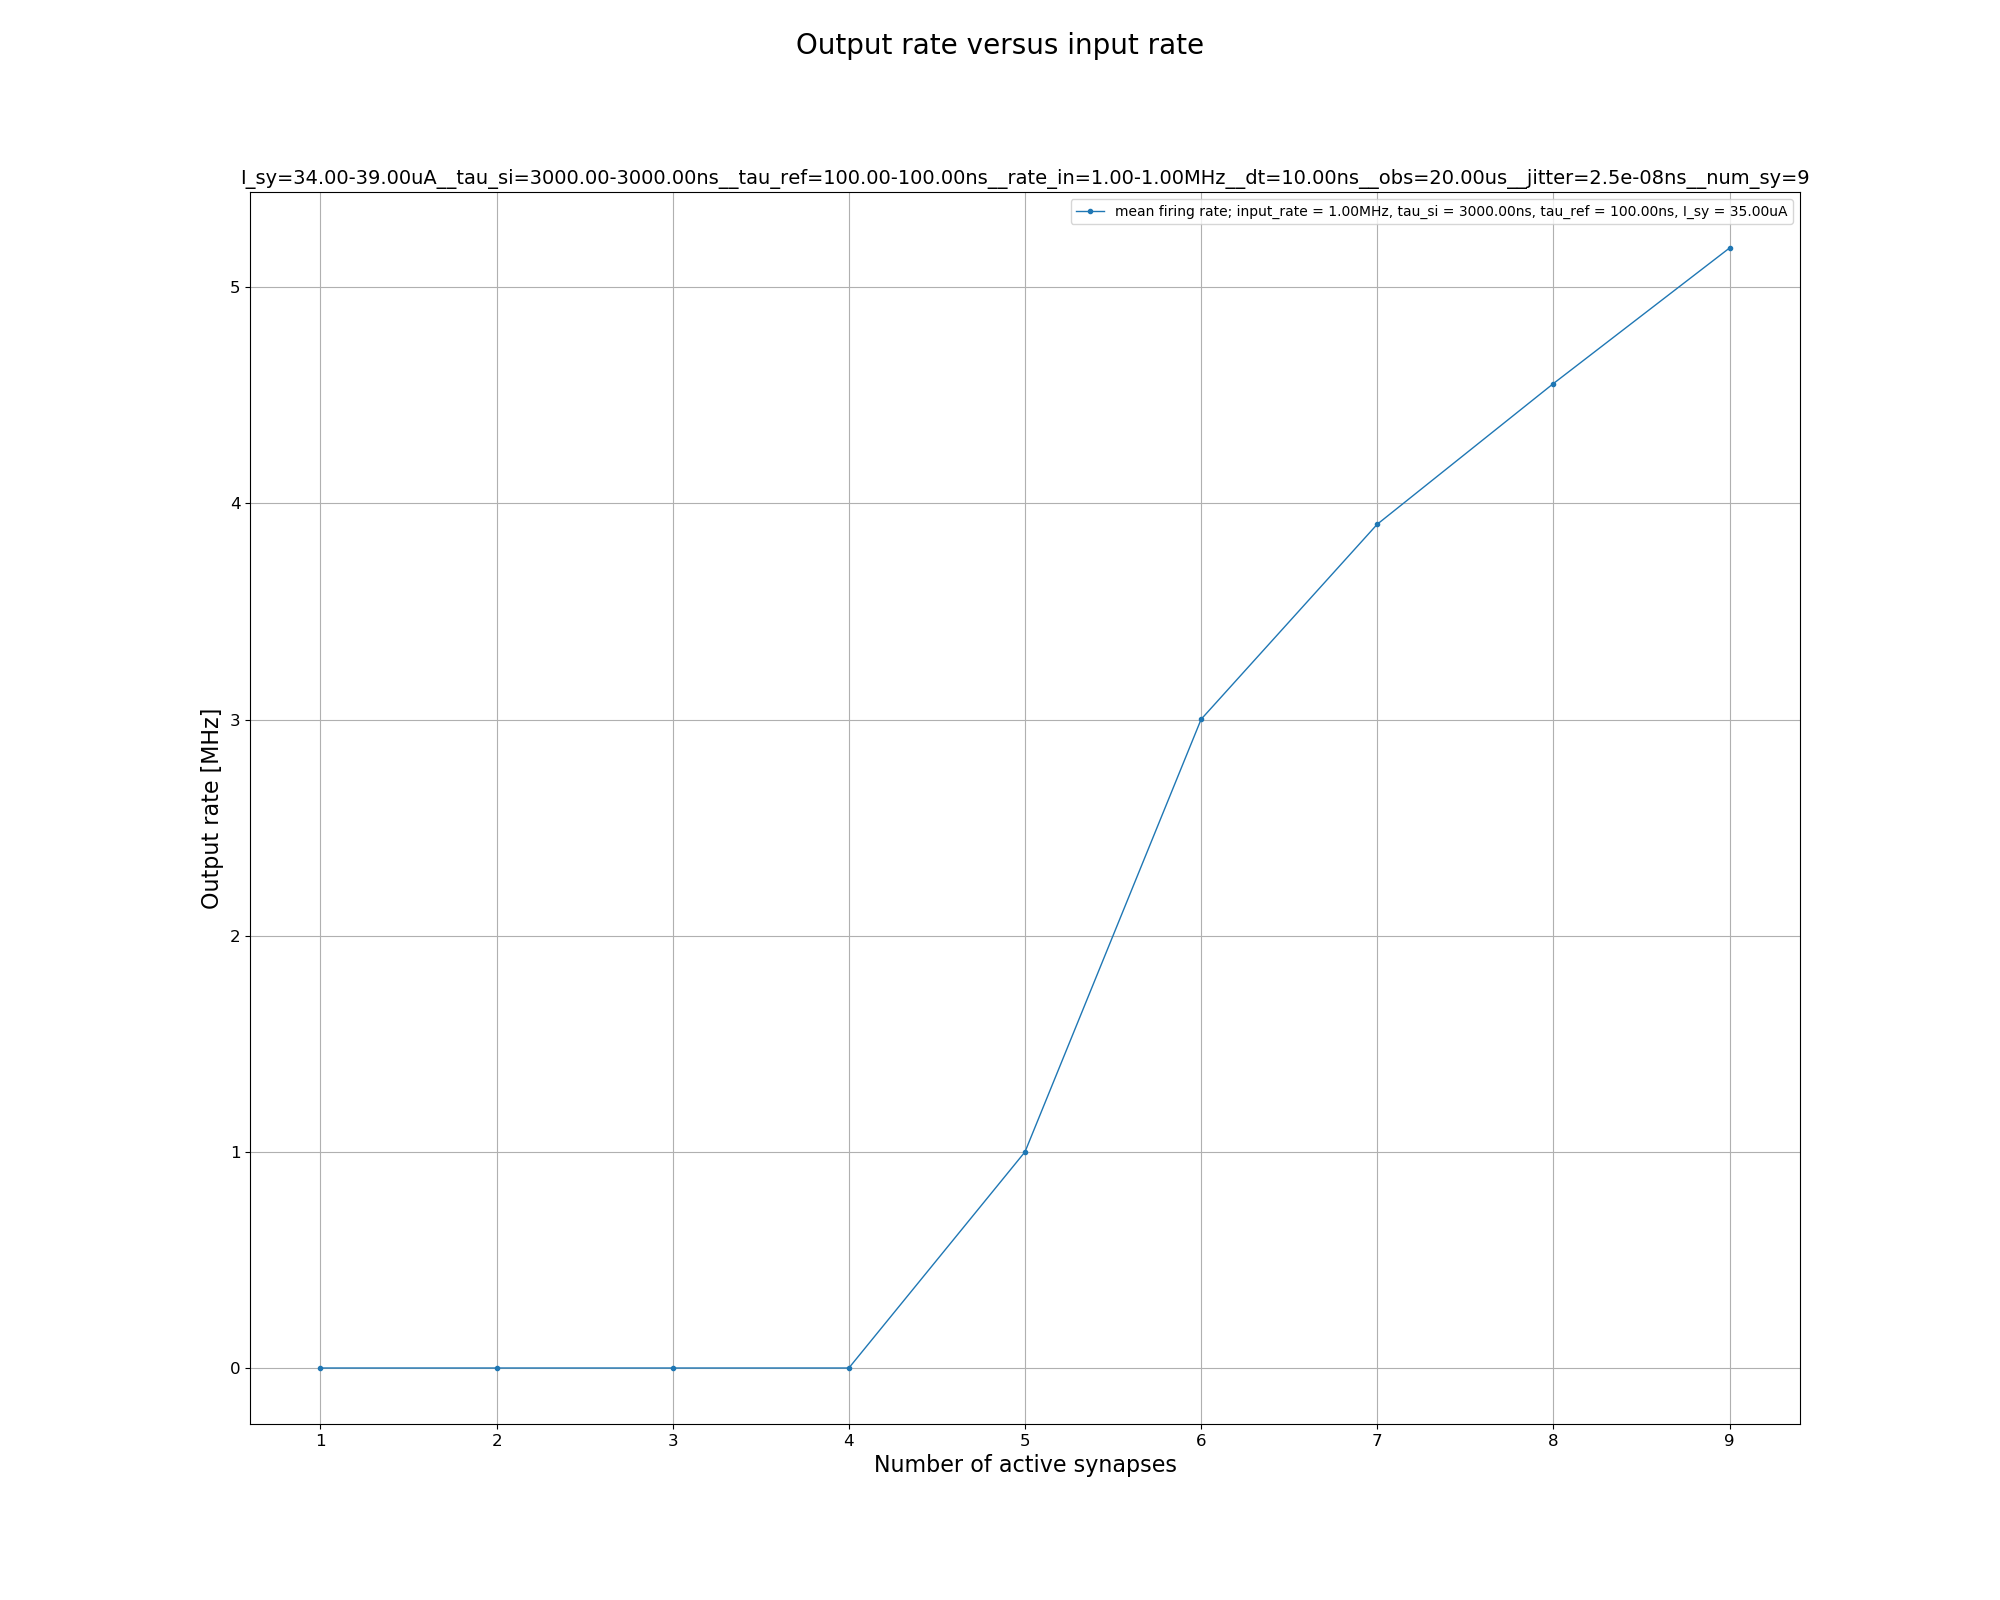 Output rate versus input rate
I_sy=34.00-39.00uA__tau_si=3000.00-3000.00ns__tau_ref=100.00-100.00ns__rate_in=1.00-1.00MHz__dt=10.00ns__obs=20.00us__jitter=2.5e-08ns__num_sy=9
mean firing rate; input_rate = 1.00MHz, tau_si = 3000.00ns, tau_ref = 100.00ns, I_sy = 35.00uA
Output rate [MHz]
5
4
3
2
1
0
1 2 3 4 5 6 7 8 9
Number of active synapses